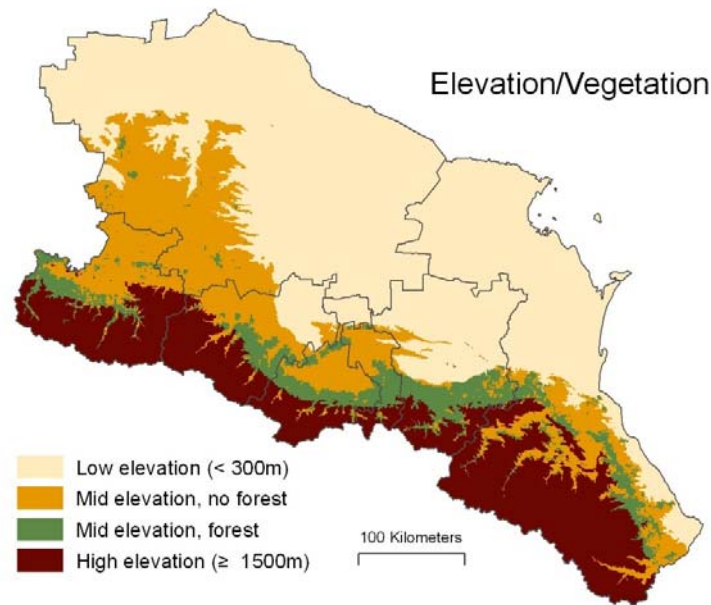 Elevation/Vegetation
Low elevation (< 300m)
Mid elevation, no forest
Mid elevation, forest
High elevation (≥ 1500m)
100 Kilometers